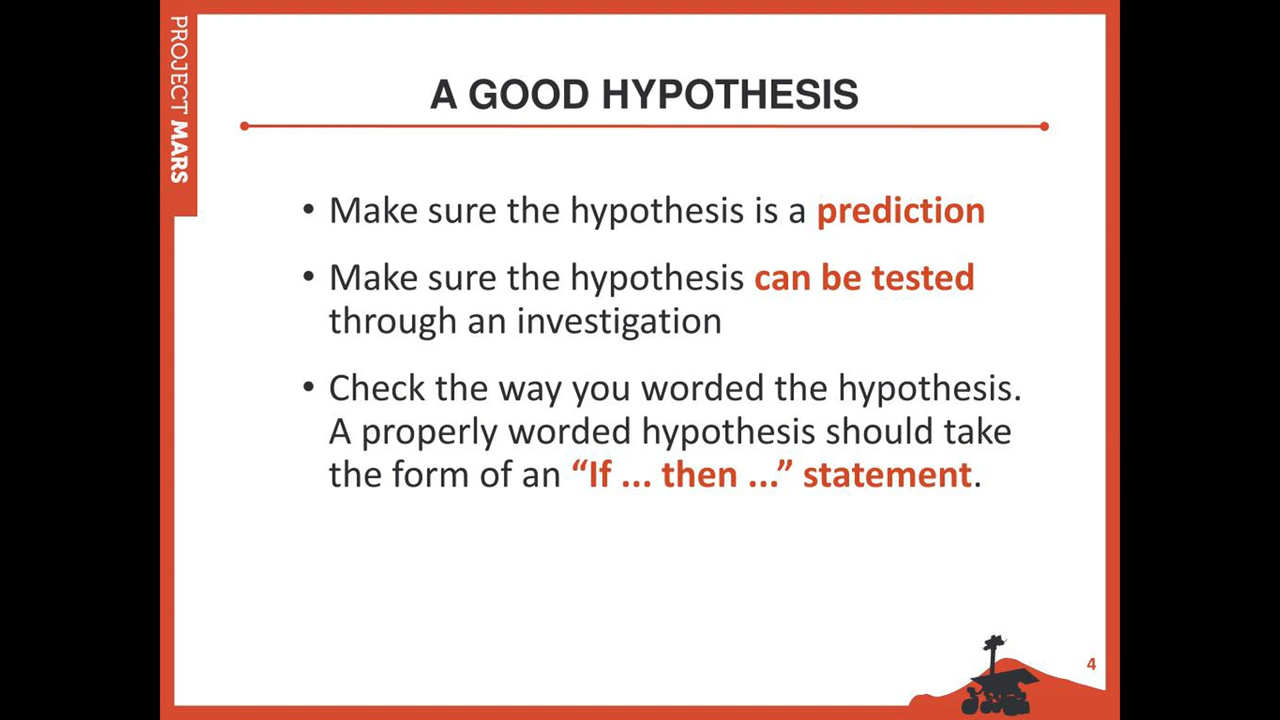 PROJECT MARS
A GOOD HYPOTHESIS
• Make sure the hypothesis is a prediction
• Make sure the hypothesis can be tested
through an investigation
• Check the way you worded the hypothesis.
A properly worded hypothesis should take
the form of an “If ... then ...” statement.
4